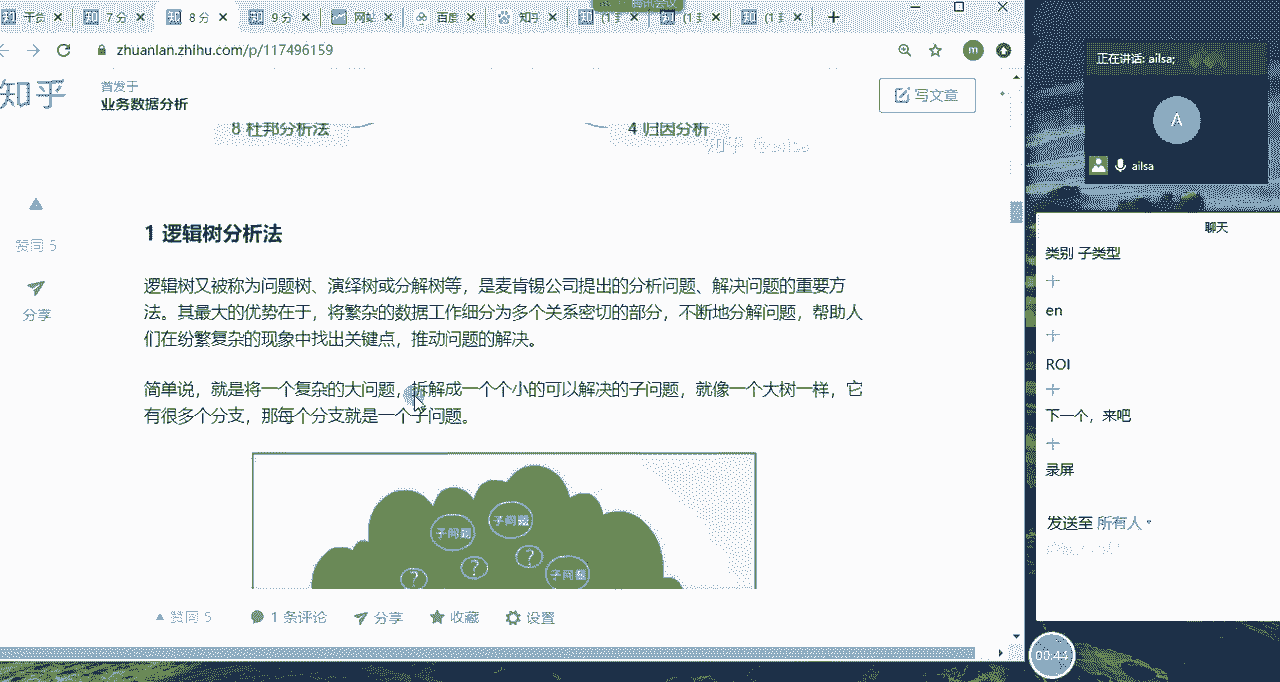 7 分
8 分
9 分
网站
百度
知乎
(1
(1
(1
zhuanlan.zhihu.com/p/117496159
m
腾讯会议
知乎
首发于
业务数据分析
写文章
8 杜邦分析法
4 归因分析
知乎 @ailsa
赞同 5
分享
1 逻辑树分析法
逻辑树又被称为问题树、演绎树或分解树等，是麦肯锡公司提出的分析问题、解决问题的重要方
法。其最大的优势在于，将繁杂的数据工作细分为多个关系密切的部分，不断地分解问题，帮助人
们在纷繁复杂的现象中找出关键点，推动问题的解决。
简单说，就是将一个复杂的大问题，拆解成一个个小的可以解决的子问题，就像一个大树一样，它
有很多个分支，那每个分支就是一个子问题。
子问题
子问题
?
?
?
子问题
赞同 5
1 条评论
分享
收藏
设置
正在讲话: ailsa;
A
ailsa
聊天
类别 子类型
en
ROI
下一个，来吧
录屏
发送至 所有人
00:44